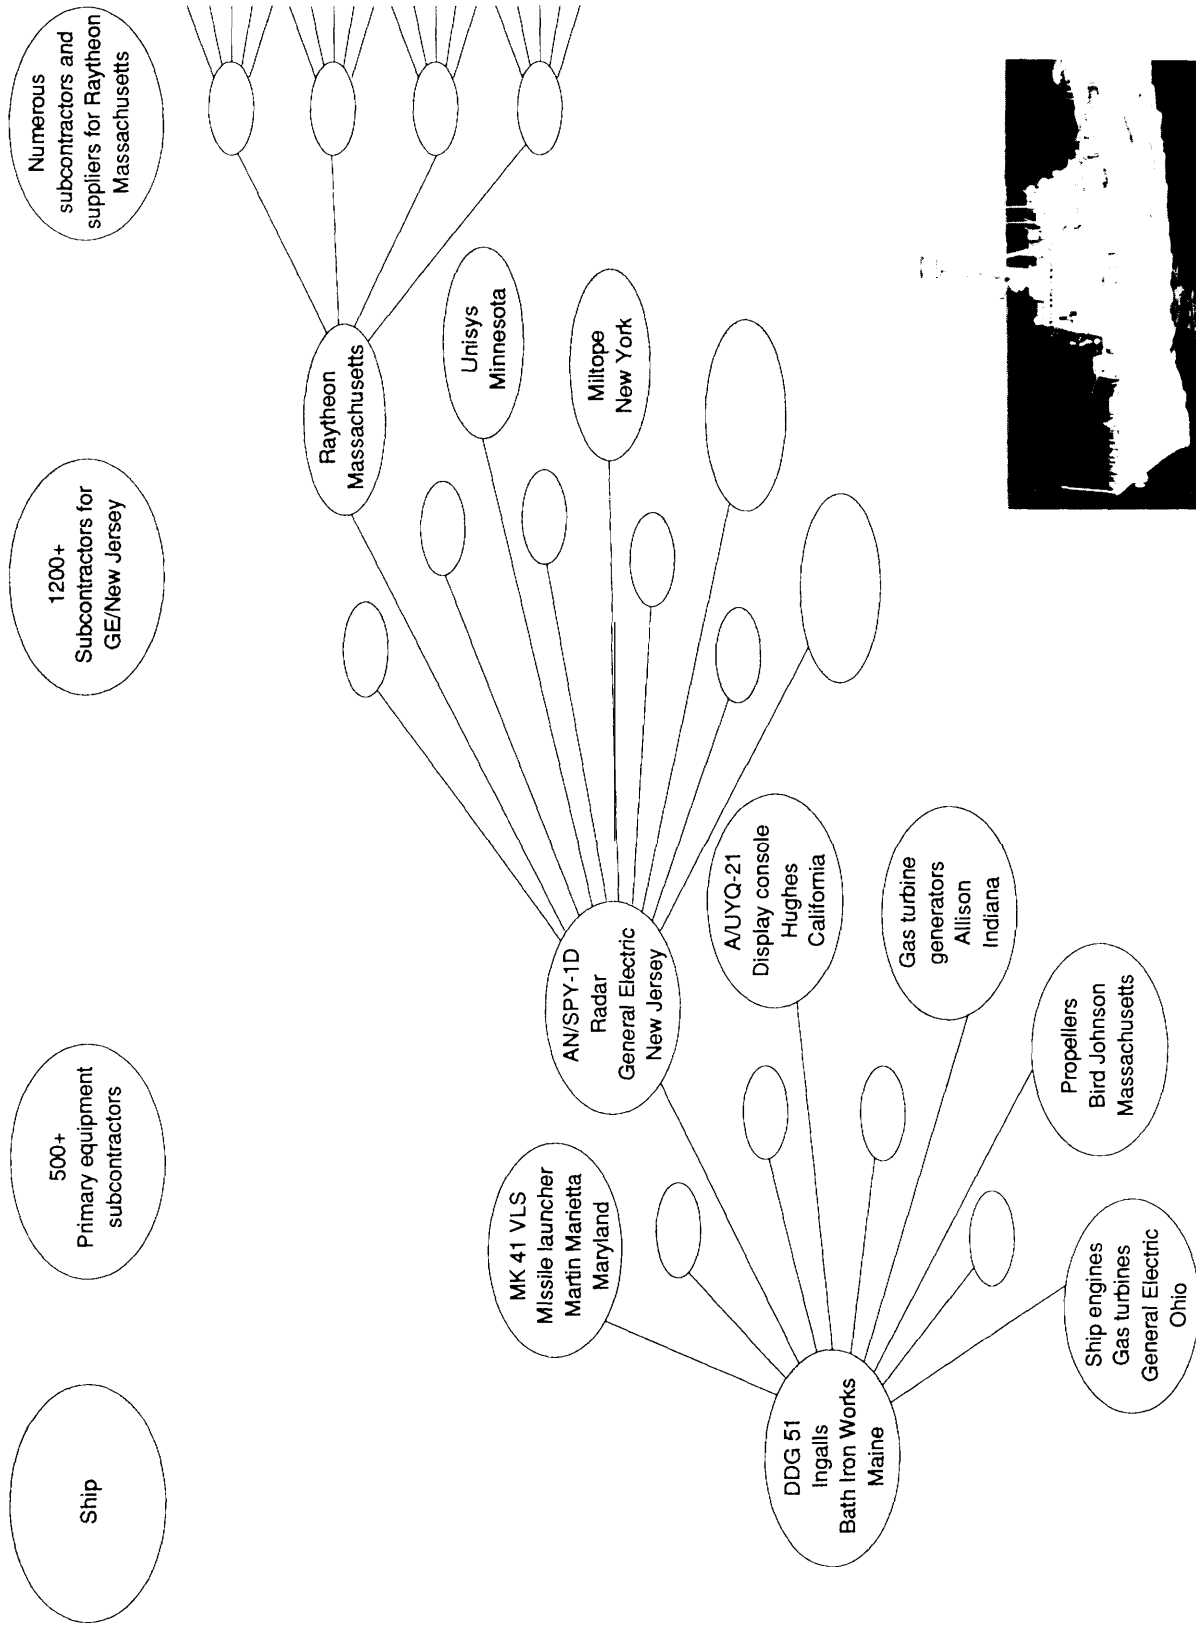 Ship
500+
Primary equipment
subcontractors
1200+
Subcontractors for
GE/New Jersey
Numerous
subcontractors and
suppliers for Raytheon
Massachusetts
DDG 51
Ingalls
Bath Iron Works
Maine
MK 41 VLS
MIssile launcher
Martin Marietta
Maryland
AN/SPY-1D
Radar
General Electric
New Jersey
A/UYQ-21
Display console
Hughes
California
Gas turbine
generators
Allison
Indiana
Propellers
Bird Johnson
Massachusetts
Ship engines
Gas turbines
General Electric
Ohio
Raytheon
Massachusetts
Unisys
Minnesota
Miltope
New York